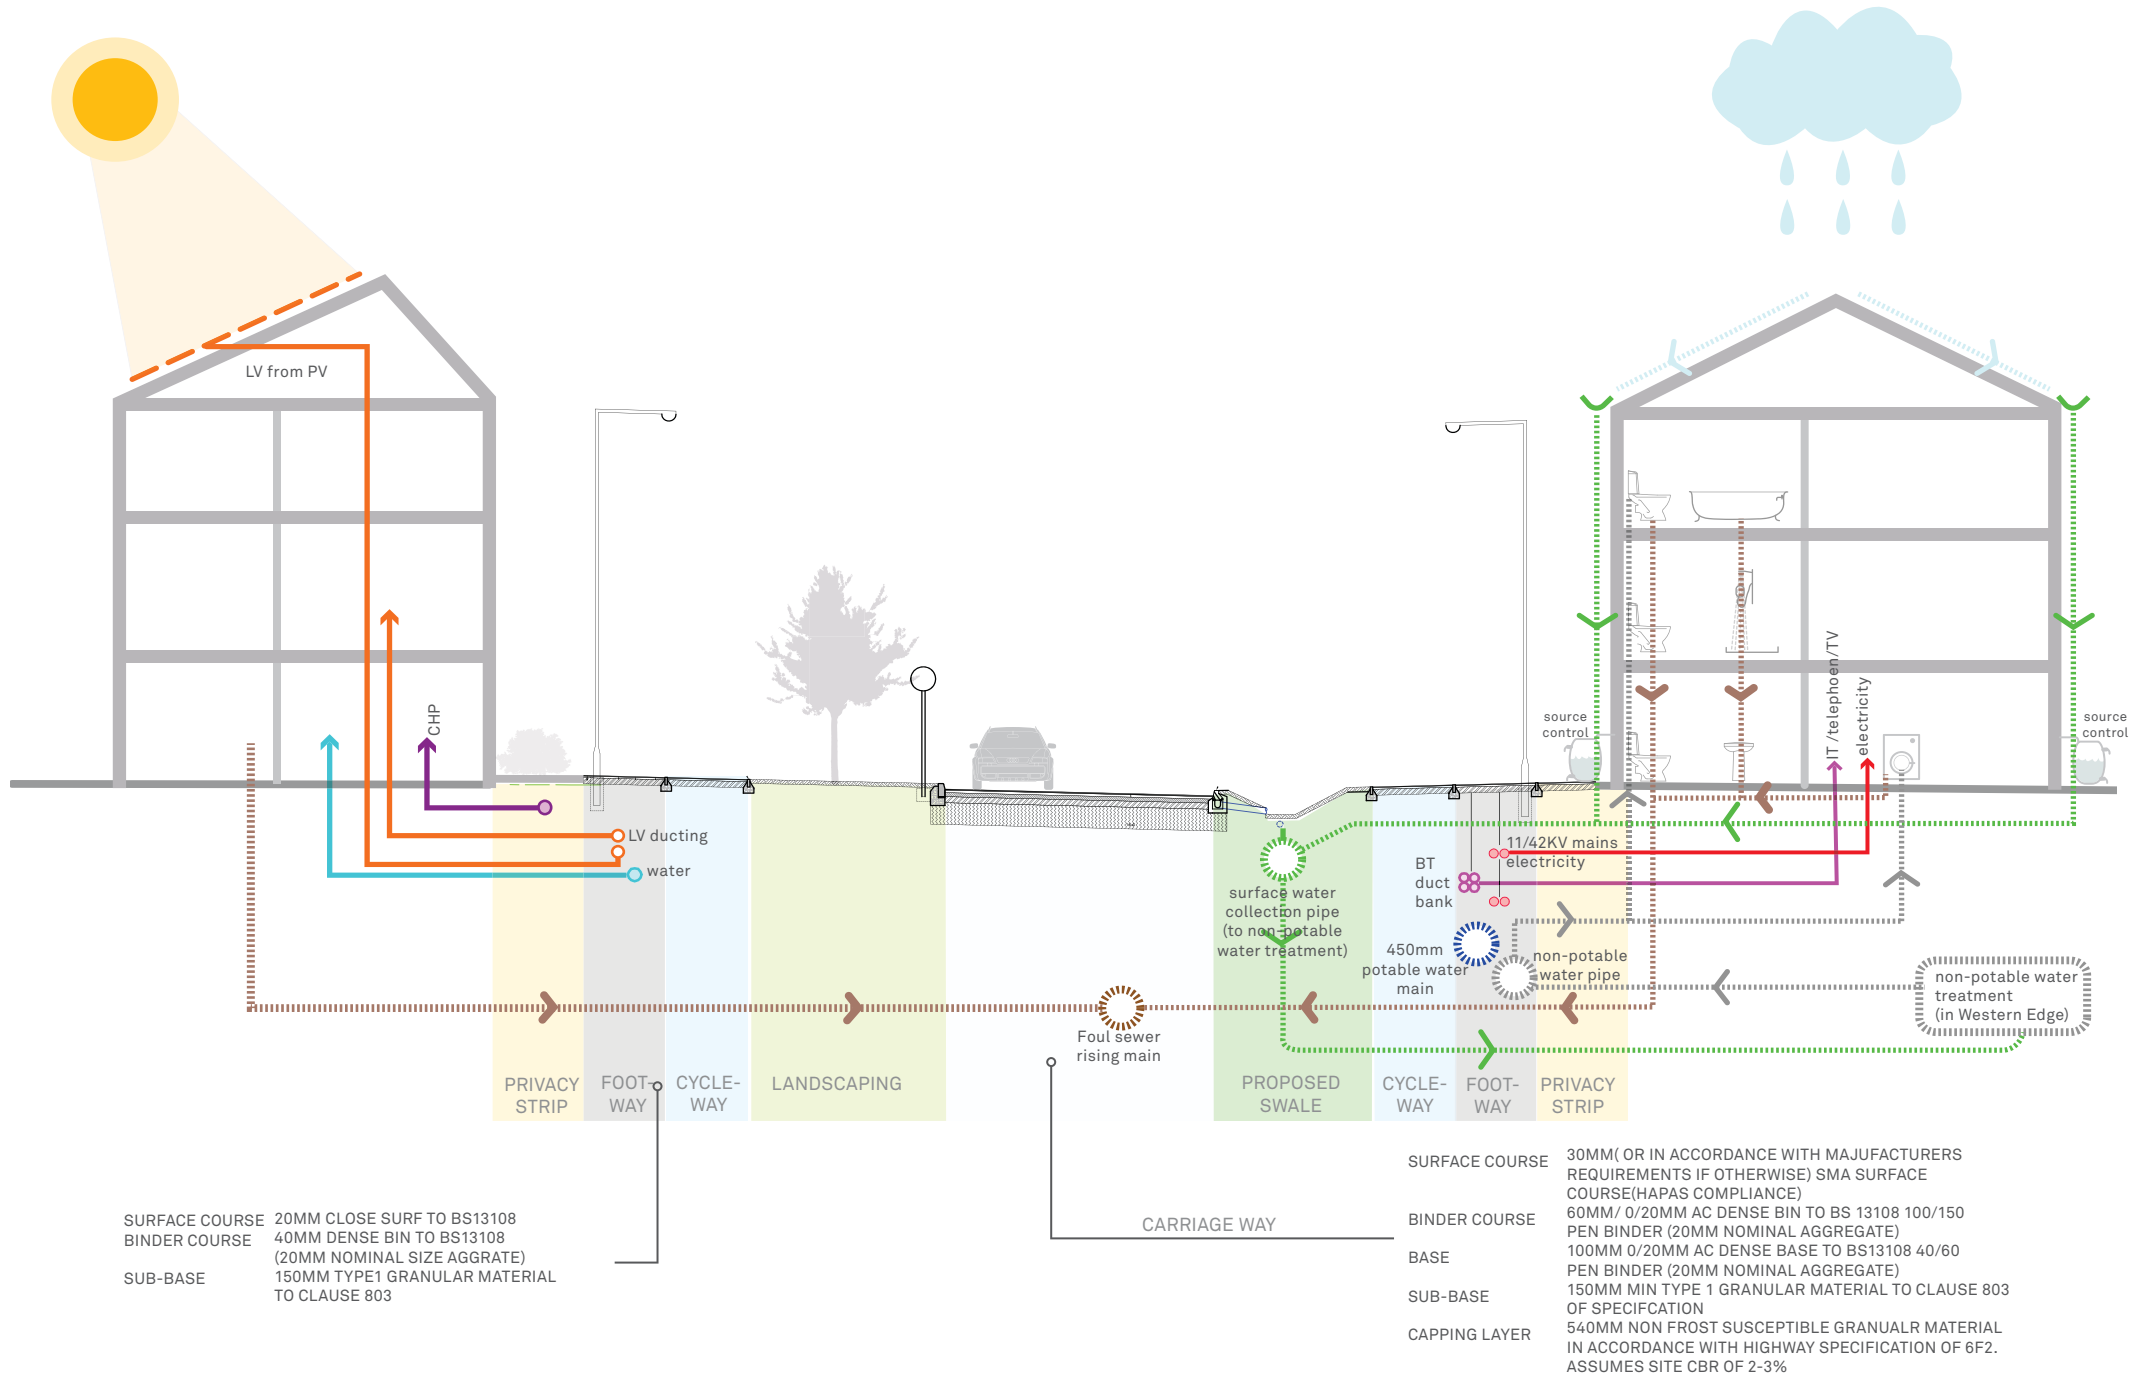 LV from PV
CHP
LV ducting
water
source
control
source
control
IT /telephoen/TV
electricity
11/42KV mains
electricity
BT
duct
bank
surface water
collection pipe
(to non-potable
water treatment)
450mm
potable water
main
non-potable
water pipe
non-potable water
treatment
(in Western Edge)
Foul sewer
rising main
PRIVACY
STRIP
FOOT-
WAY
CYCLE-
WAY
LANDSCAPING
PROPOSED
SWALE
CYCLE-
WAY
FOOT-
WAY
PRIVACY
STRIP
CARRIAGE WAY
SURFACE COURSE 20MM CLOSE SURF TO BS13108
BINDER COURSE 40MM DENSE BIN TO BS13108
(20MM NOMINAL SIZE AGGRATE)
SUB-BASE 150MM TYPE1 GRANULAR MATERIAL
TO CLAUSE 803
SURFACE COURSE 30MM( OR IN ACCORDANCE WITH MAJUFACTURERS
REQUIREMENTS IF OTHERWISE) SMA SURFACE
COURSE(HAPAS COMPLIANCE)
BINDER COURSE 60MM/ 0/20MM AC DENSE BIN TO BS 13108 100/150
PEN BINDER (20MM NOMINAL AGGREGATE)
BASE 100MM 0/20MM AC DENSE BASE TO BS13108 40/60
PEN BINDER (20MM NOMINAL AGGREGATE)
SUB-BASE 150MM MIN TYPE 1 GRANULAR MATERIAL TO CLAUSE 803
OF SPECIFCATION
CAPPING LAYER 540MM NON FROST SUSCEPTIBLE GRANUALR MATERIAL
IN ACCORDANCE WITH HIGHWAY SPECIFICATION OF 6F2.
ASSUMES SITE CBR OF 2-3%